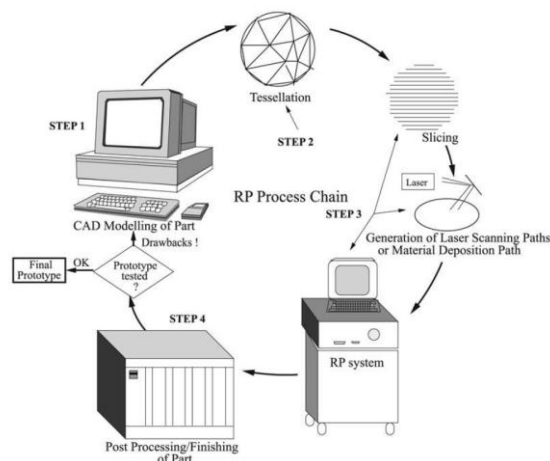 STEP 1
Tessellation
STEP 2
Slicing
Laser
RP Process Chain
STEP 3
CAD Modelling of Part
Generation of Laser Scanning Paths
or Material Deposition Path
Drawbacks !
Final
Prototype
OK
Prototype
tested
?
STEP 4
RP system
Post Processing/Finishing
of Part